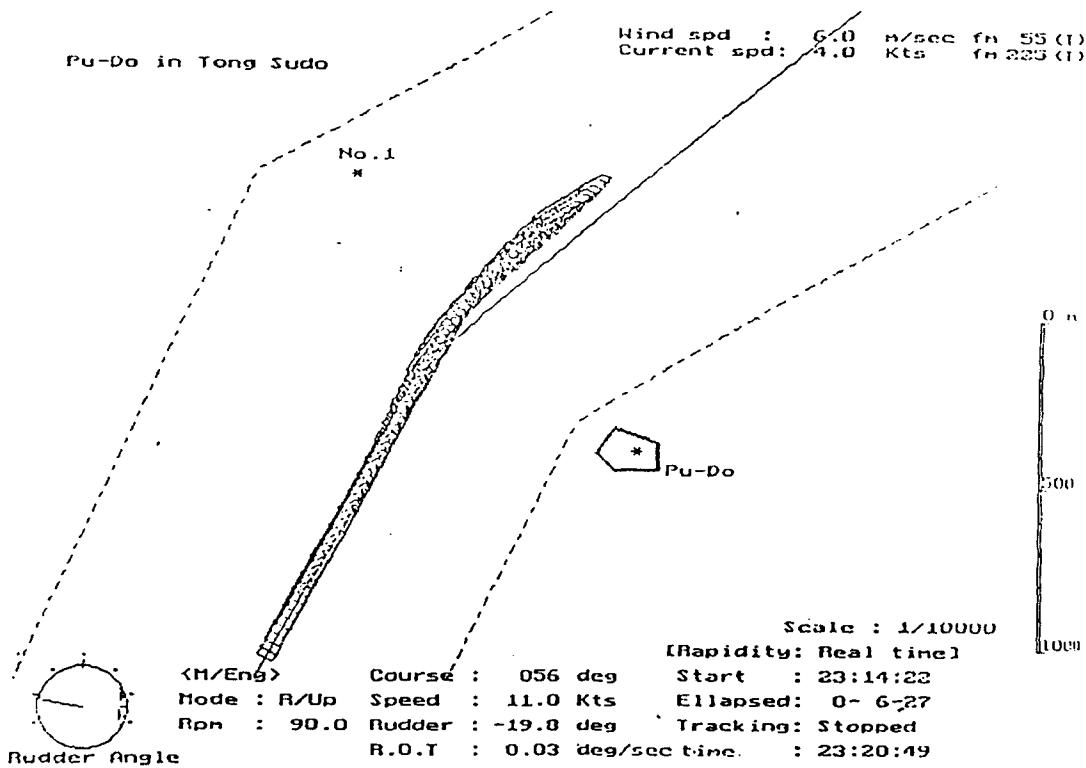 Pu-Do in Tong Sudo
Wind spd : 6.0 m/sec fm 55 (T)
Current spd: 4.0 Kts fm 225 (T)
No.1
*
0 m
*
Pu-Do
500
Scale : 1/10000
1000
[Rapidity: Real time]
<M/Eng> Course : 056 deg Start : 23:14:22
Mode : R/Up Speed : 11.0 Kts Ellapsed: 0- 6-27
Rpm : 90.0 Rudder : -19.8 deg Tracking: Stopped
R.O.T : 0.03 deg/sec time. : 23:20:49
Rudder Angle